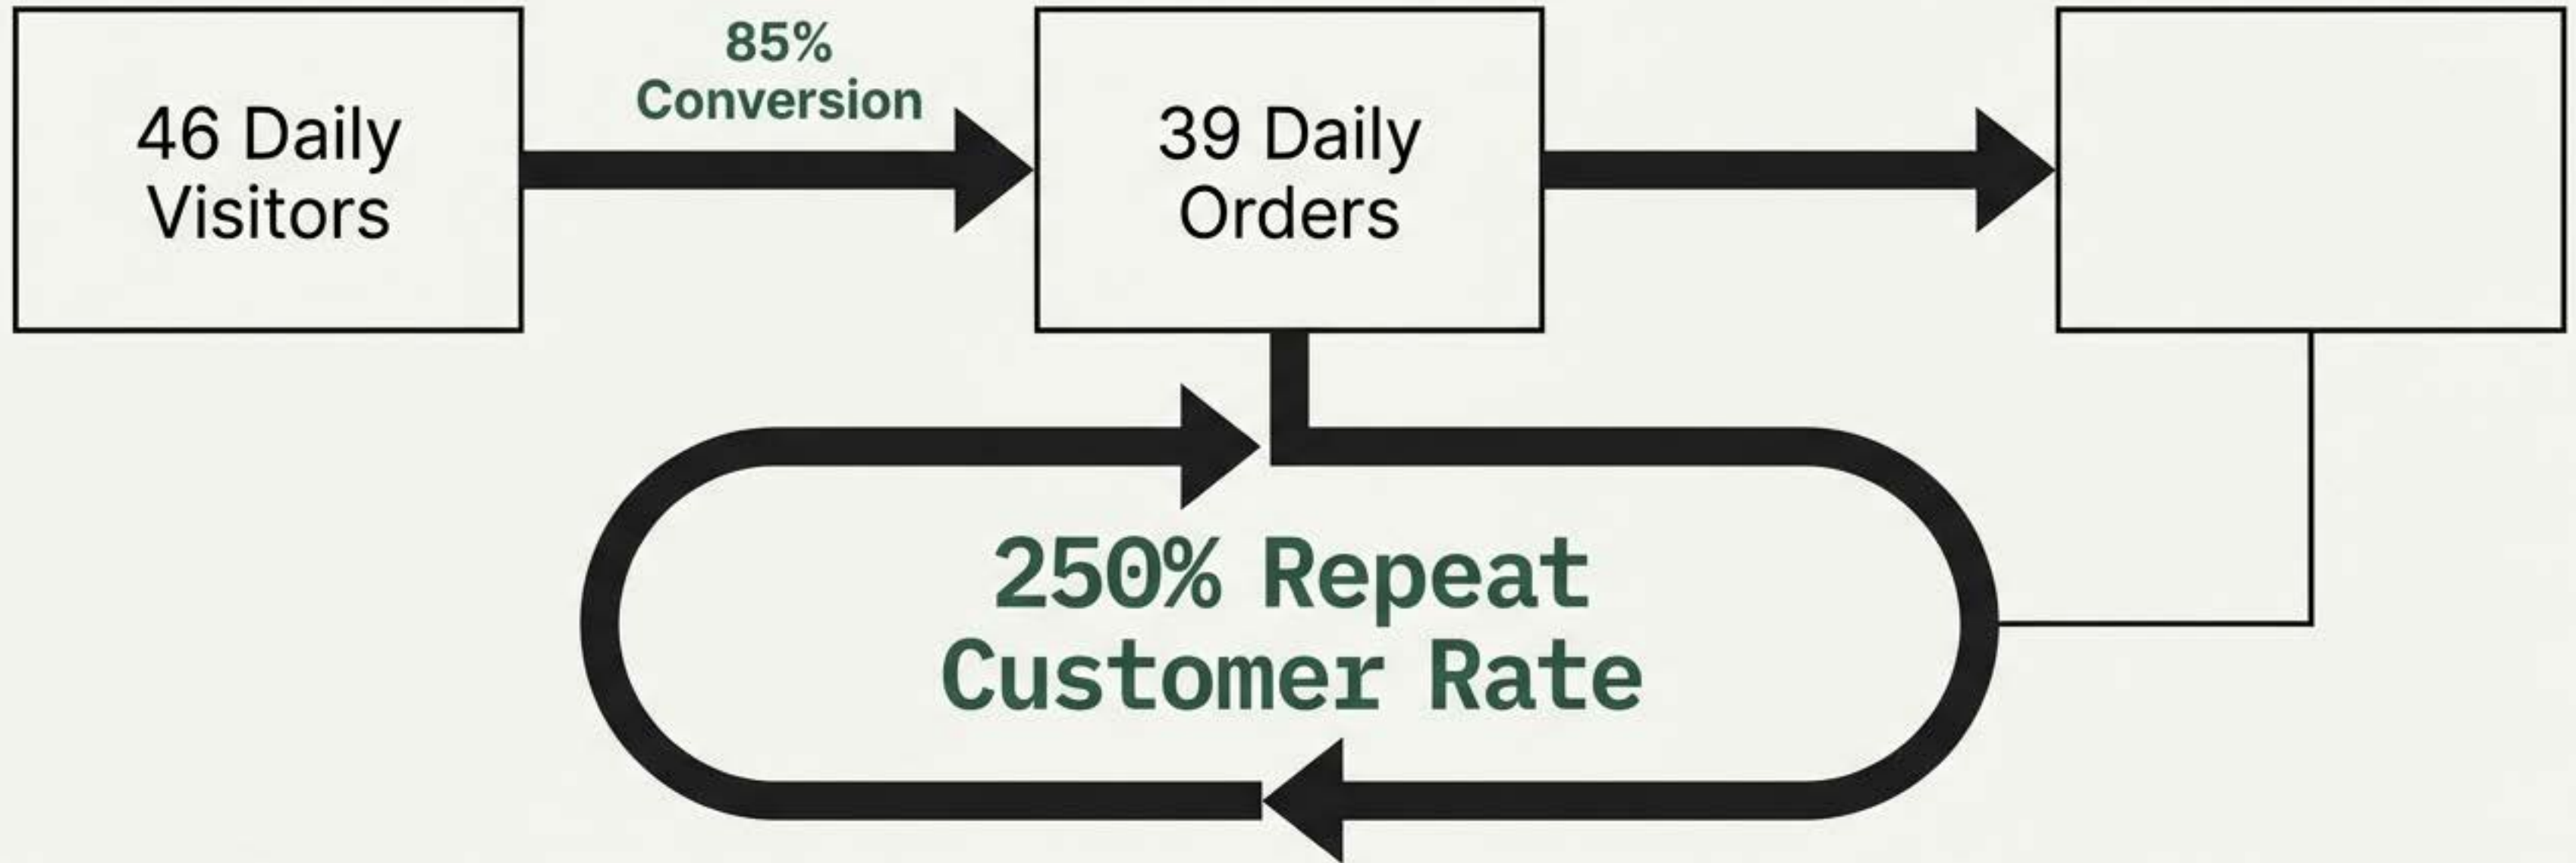 46 Daily
Visitors
85%
Conversion
39 Daily
Orders
250% Repeat
Customer Rate